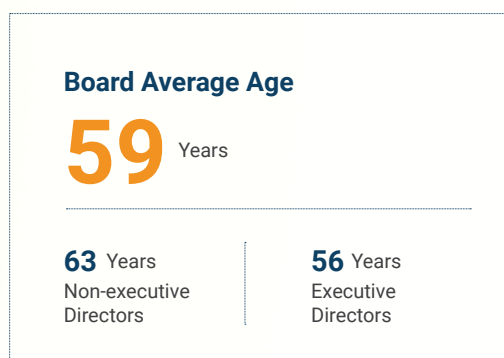 Board Average Age
59 Years
63 Years
Non-executive
Directors
56 Years
Executive
Directors